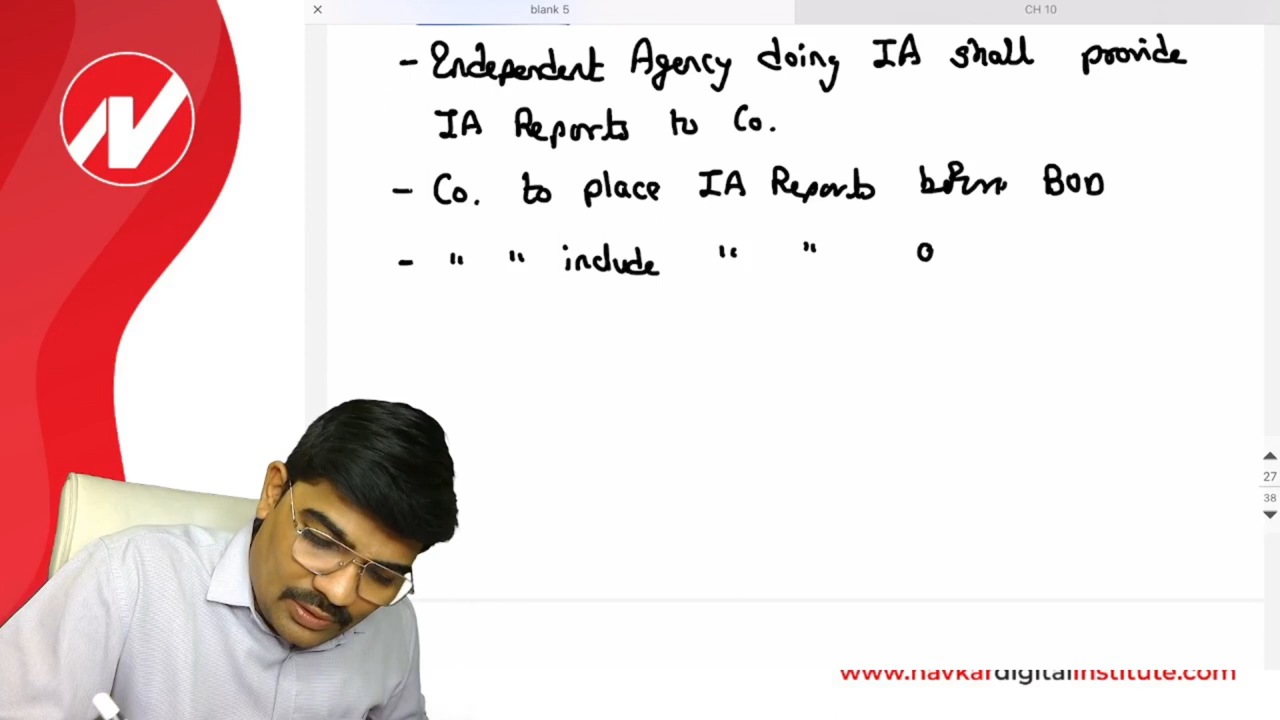 blank 5
CH 10
- Independent Agency doing IA shall provide
IA Reports to Co.
- Co. to place IA Reports before BOD
- " " include " " o
27
38
www.navkardigitalinstitute.com